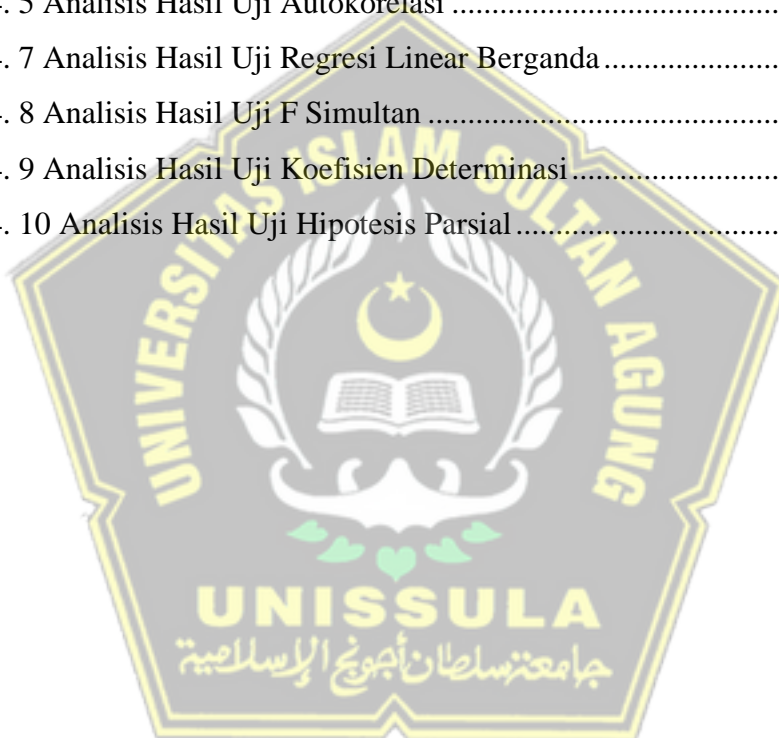 . 5 Analisis Hasil Uji Autokorelasi ....................................
. 7 Analisis Hasil Uji Regresi Linear Berganda ......................
. 8 Analisis Hasil Uji F Simultan .......................................
. 9 Analisis Hasil Uji Koefisien Determinasi ..........................
. 10 Analisis Hasil Uji Hipotesis Parsial .................................
UNIVERSITAS ISLAM SULTAN AGUNG
UNISSULA
جامعة سلطان أجونج الإسلامية